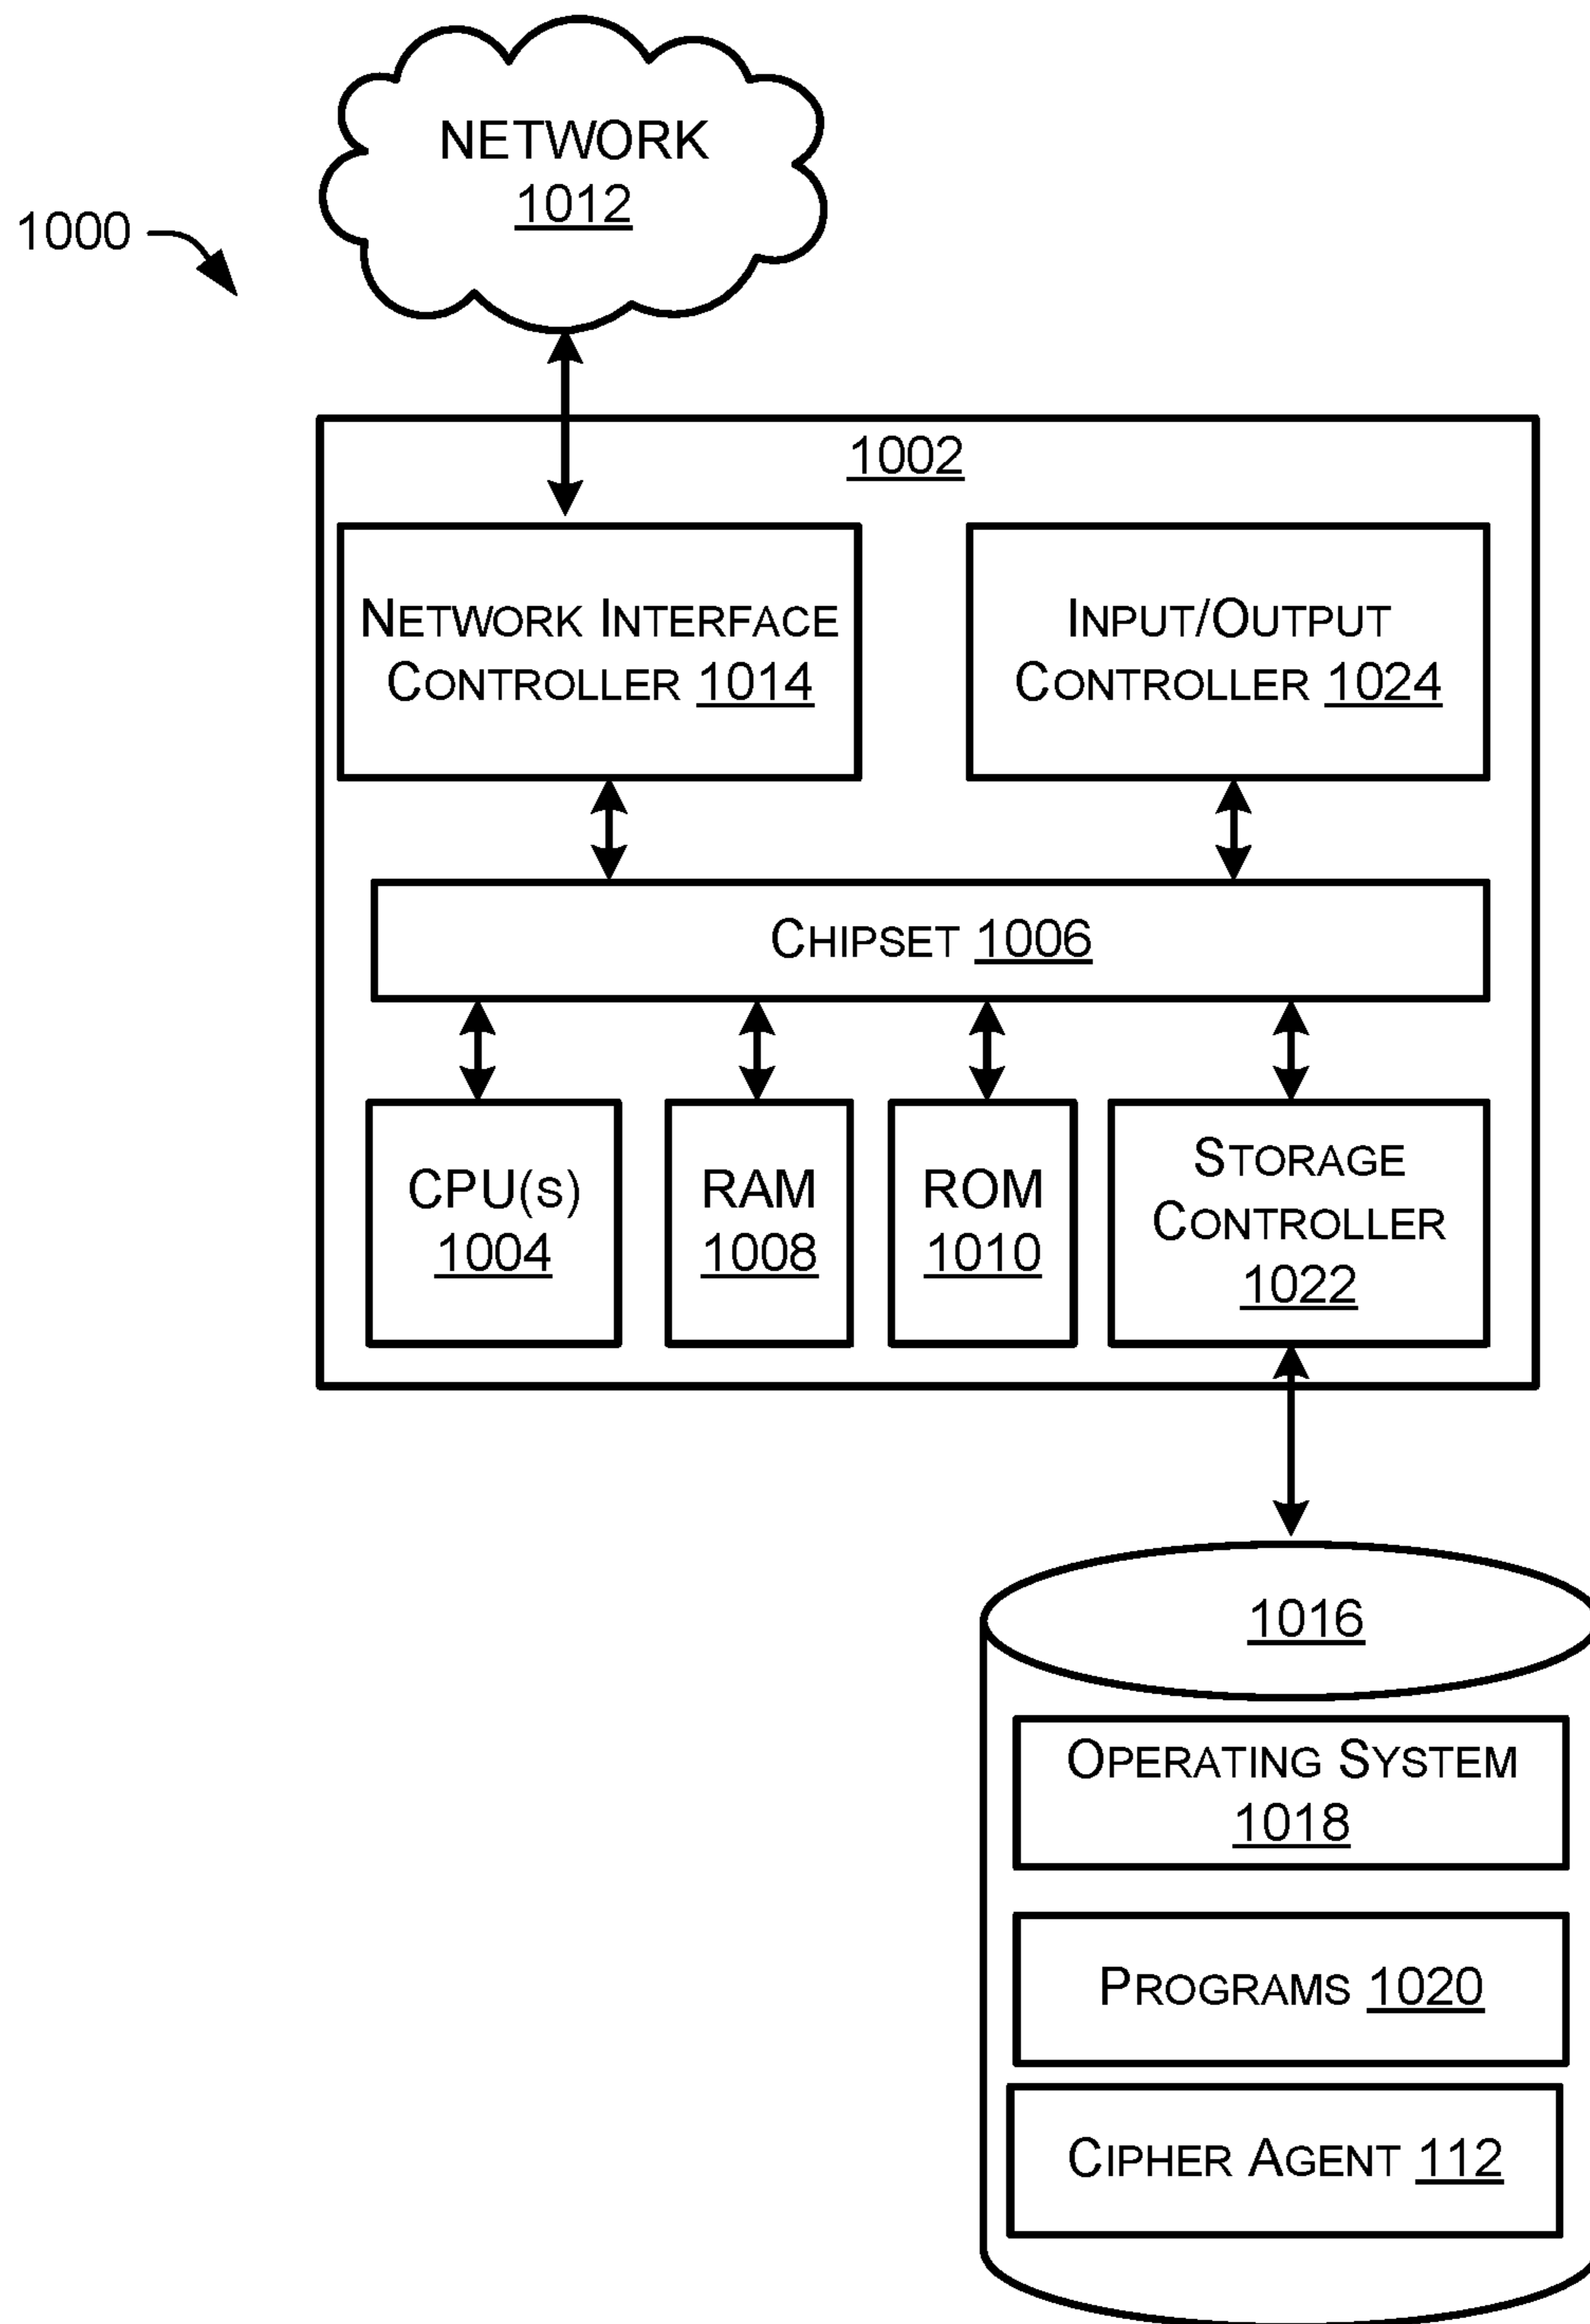 NETWORK
1012
1000
1002
NETWORK INTERFACE
CONTROLLER 1014
INPUT/OUTPUT
CONTROLLER 1024
CHIPSET 1006
CPU(s)
1004
RAM
1008
ROM
1010
STORAGE
CONTROLLER
1022
1016
OPERATING SYSTEM
1018
PROGRAMS 1020
CIPHER AGENT 112